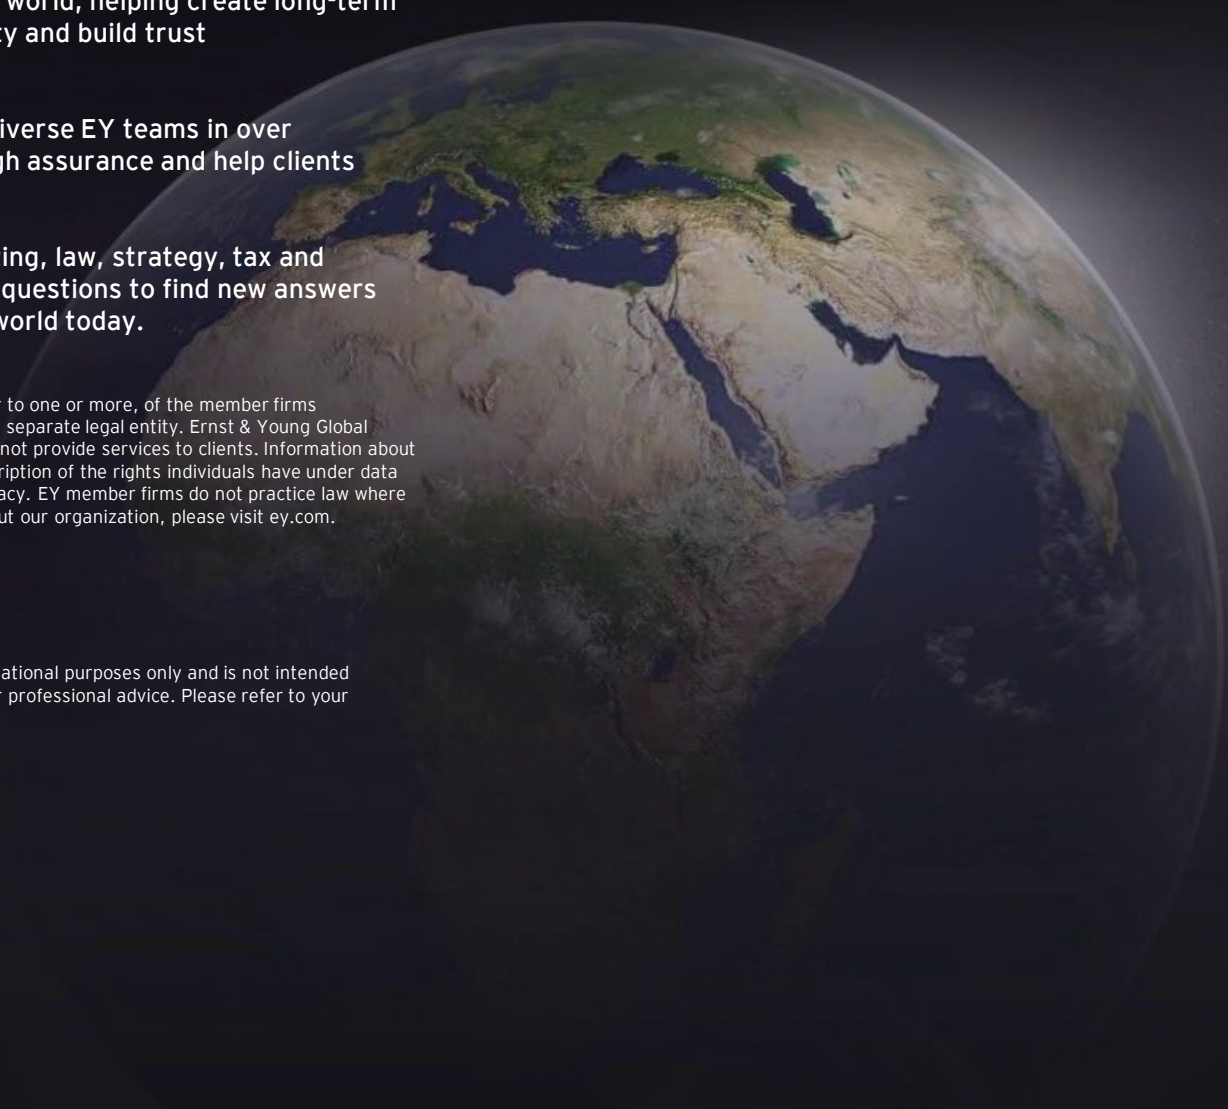 world, helping create long-term
ty and build trust
iverse EY teams in over
gh assurance and help clients
ting, law, strategy, tax and
questions to find new answers
world today.
r to one or more, of the member firms
separate legal entity. Ernst & Young Global
not provide services to clients. Information about
ription of the rights individuals have under data
acy. EY member firms do not practice law where
ut our organization, please visit ey.com.
ational purposes only and is not intended
r professional advice. Please refer to your